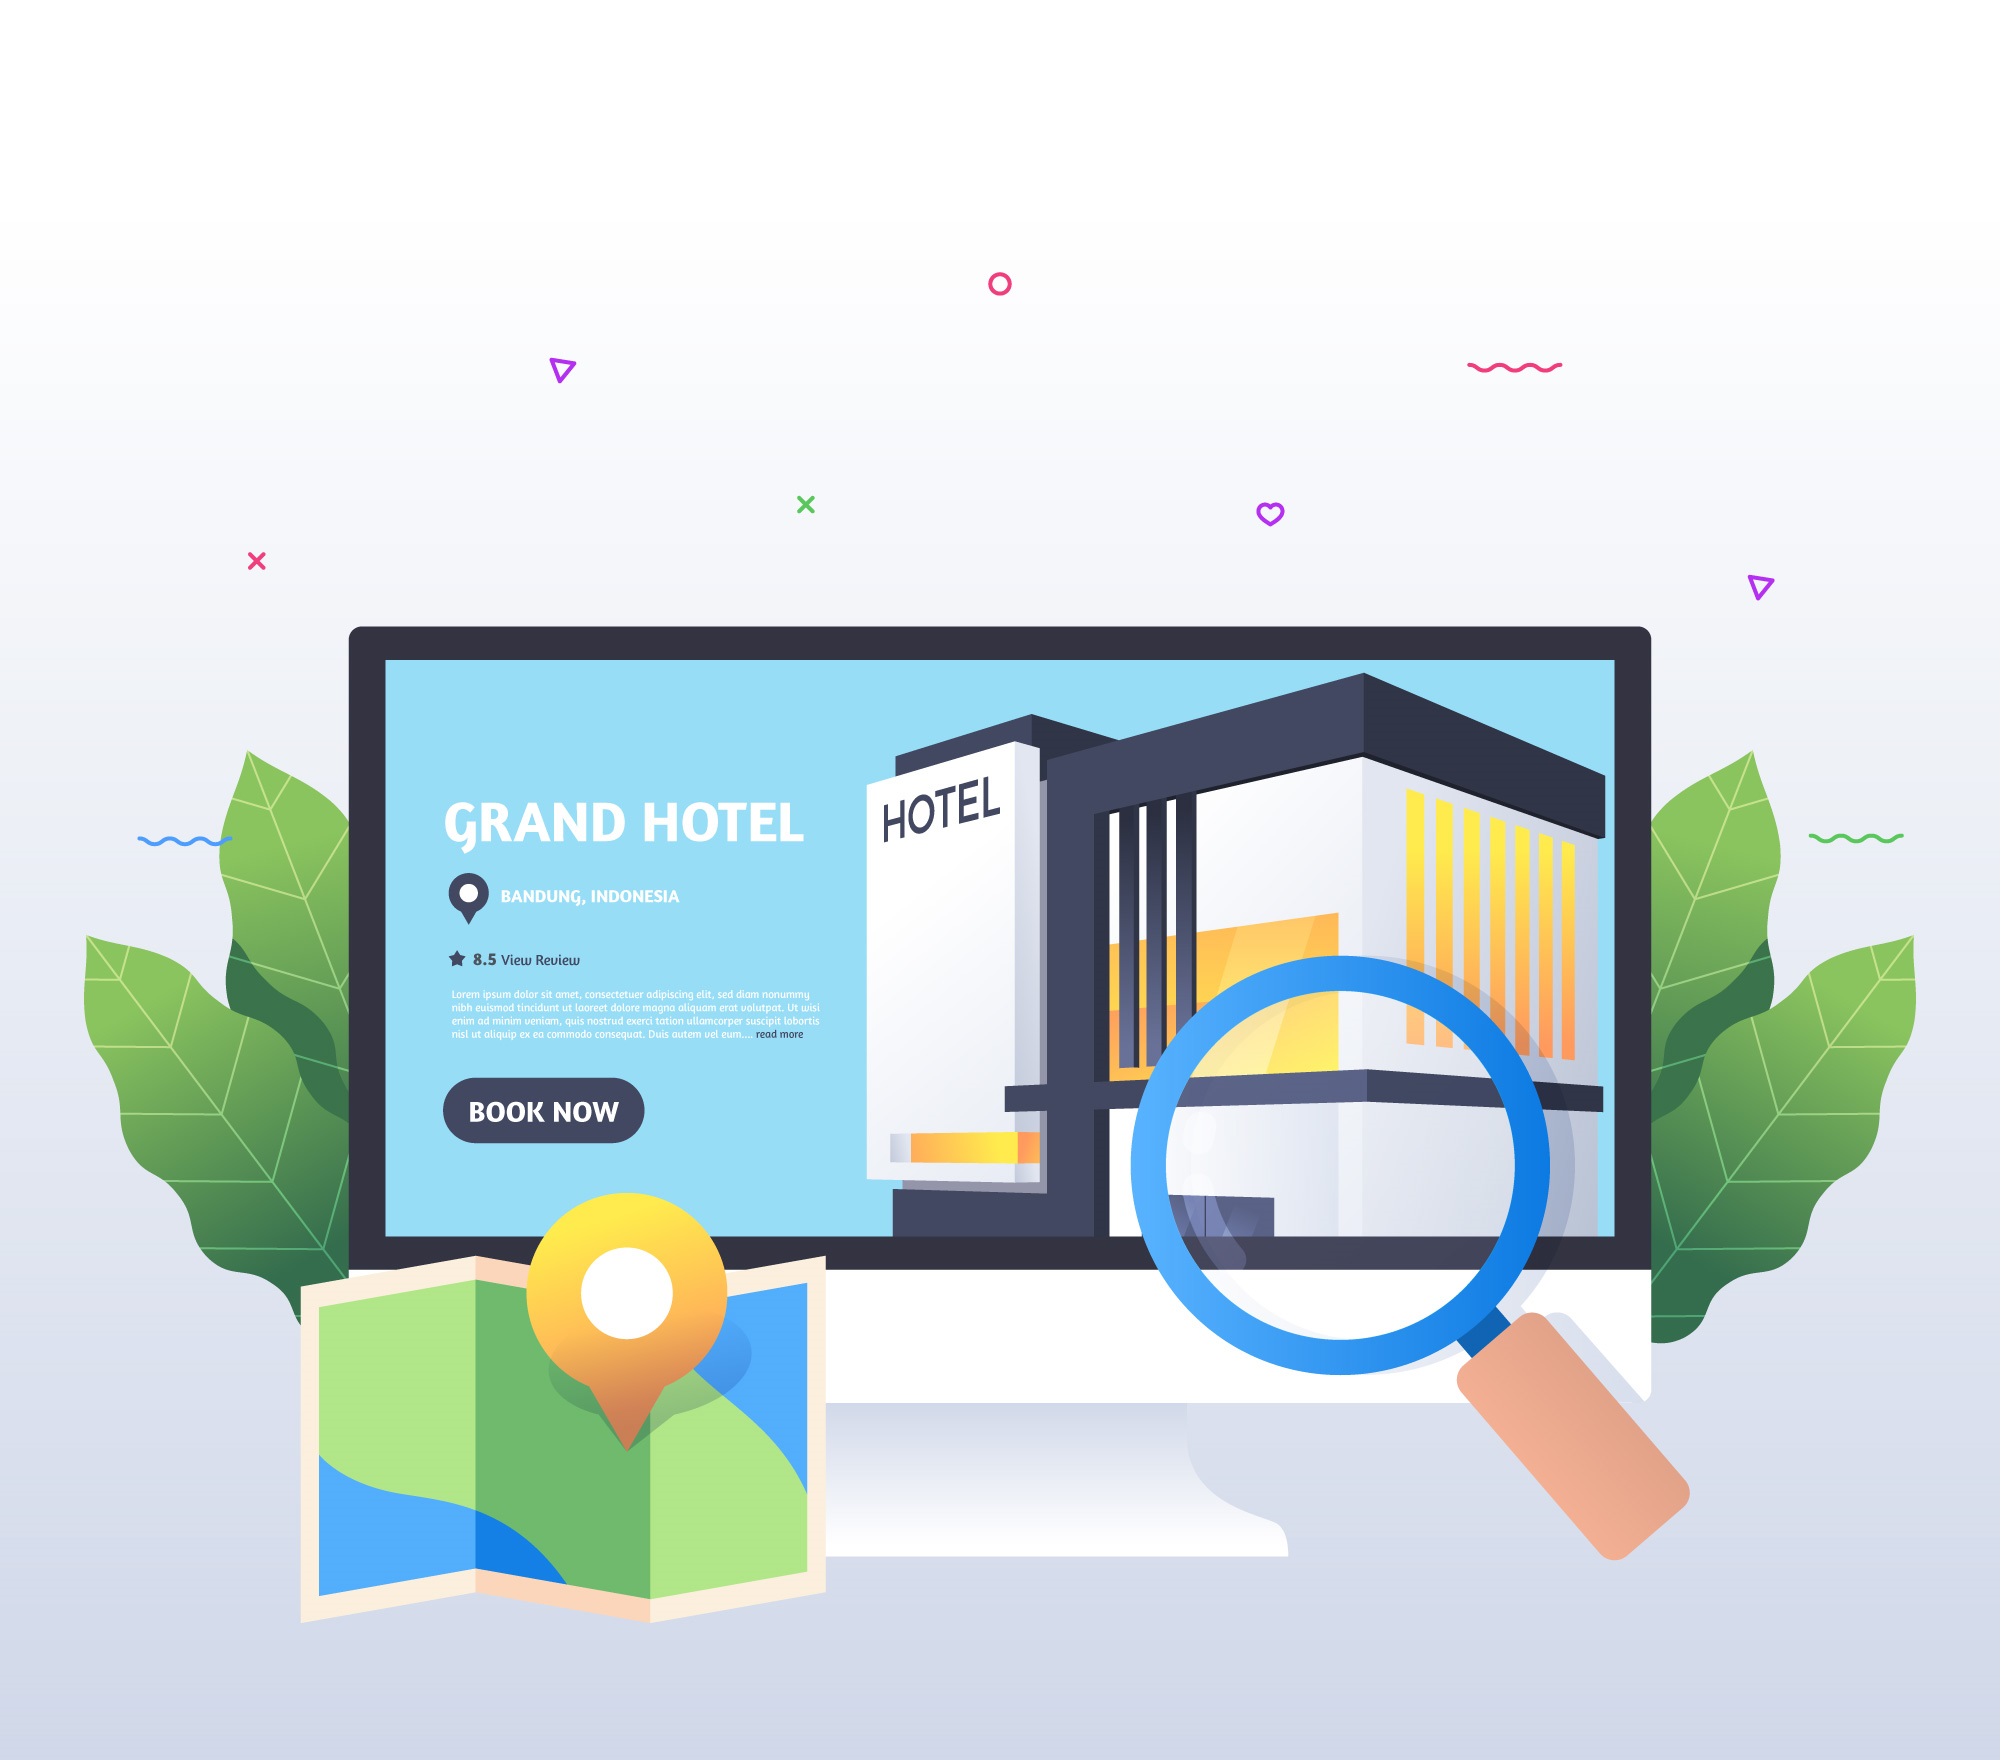 HOTEL
GRAND HOTEL
BANDUNG, INDONESIA
8.5 View Review
Lorem ipsum dolor sit amet, consectetuer adipiscing elit, sed diam nonummy
nibh euismod tincidunt ut laoreet dolore magna aliquam erat volutpat. Ut wisi
enim ad minim veniam, quis nostrud exerci tation ullamcorper suscipit lobortis
nisl ut aliquip ex ea commodo consequat. Duis autem vel eum.... read more
BOOK NOW